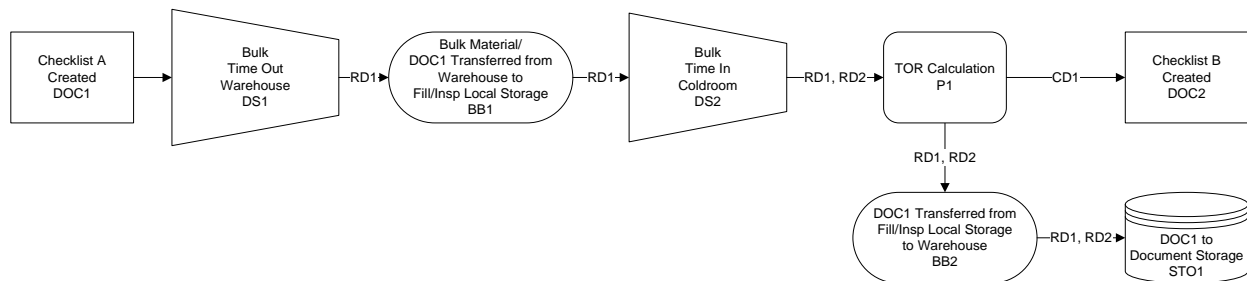 Checklist A
Created
DOC1
Bulk
Time Out
Warehouse
DS1
RD1
Bulk Material/
DOC1 Transferred from
Warehouse to
Fill/Insp Local Storage
BB1
RD1
Bulk
Time In
Coldroom
DS2
RD1, RD2
TOR Calculation
P1
CD1
Checklist B
Created
DOC2
RD1, RD2
DOC1 Transferred from
Fill/Insp Local Storage
to Warehouse
BB2
RD1, RD2
DOC1 to
Document Storage
STO1